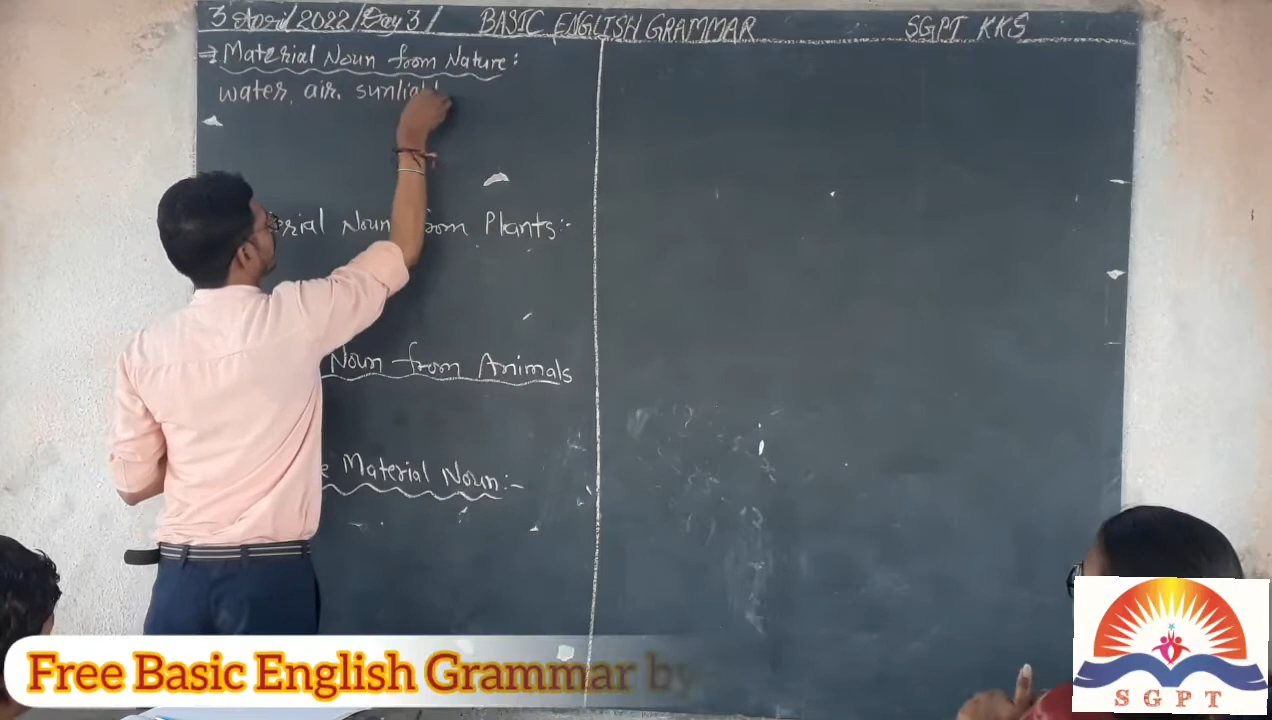 3 April / 2022 / Day 3 / BASIC ENGLISH GRAMMAR SGPT KKS
→ Material Noun from Nature :
water, air, sunlight
erial Noun from Plants :-
Noun from Animals
e Material Noun :-
Free Basic English Grammar by
SGPT